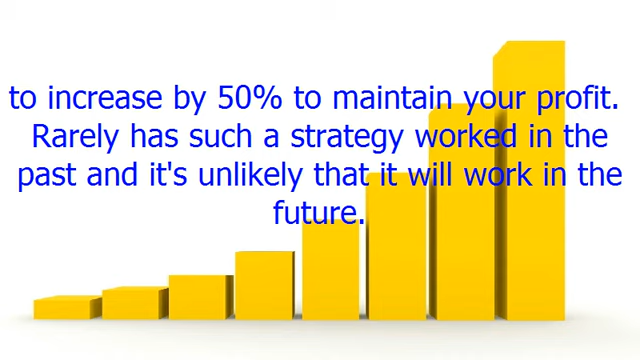 to increase by 50% to maintain your profit.
Rarely has such a strategy worked in the
past and it's unlikely that it will work in the
future.